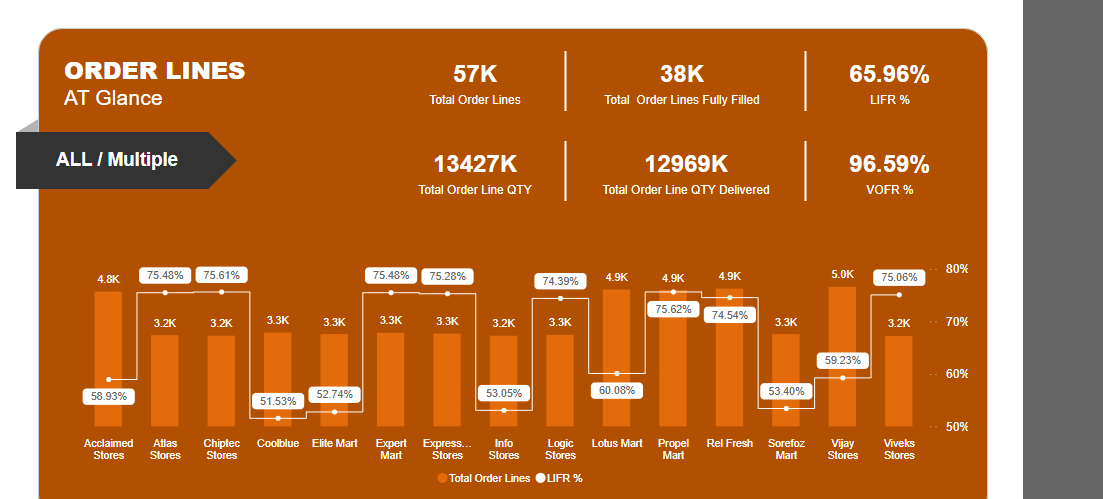 ORDER LINES
AT Glance
ALL / Multiple
57K
Total Order Lines
38K
Total Order Lines Fully Filled
65.96%
LIFR %
13427K
Total Order Line QTY
12969K
Total Order Line QTY Delivered
96.59%
VOFR %
4.8K
75.48%
75.61%
75.48%
75.28%
74.39%
4.9K
4.9K
4.9K
5.0K
75.06%
80%
3.2K
3.2K
3.3K
3.3K
3.3K
3.3K
3.2K
3.3K
75.62%
74.54%
3.3K
3.2K
70%
58.93%
51.53%
52.74%
53.05%
60.08%
53.40%
59.23%
60%
50%
Acclaimed
Stores
Atlas
Stores
Chiptec
Stores
Coolblue
Elite Mart
Expert
Mart
Express...
Stores
Info
Stores
Logic
Stores
Lotus Mart
Propel
Mart
Rel Fresh
Sorefoz
Mart
Vijay
Stores
Viveks
Stores
Total Order Lines
LIFR %